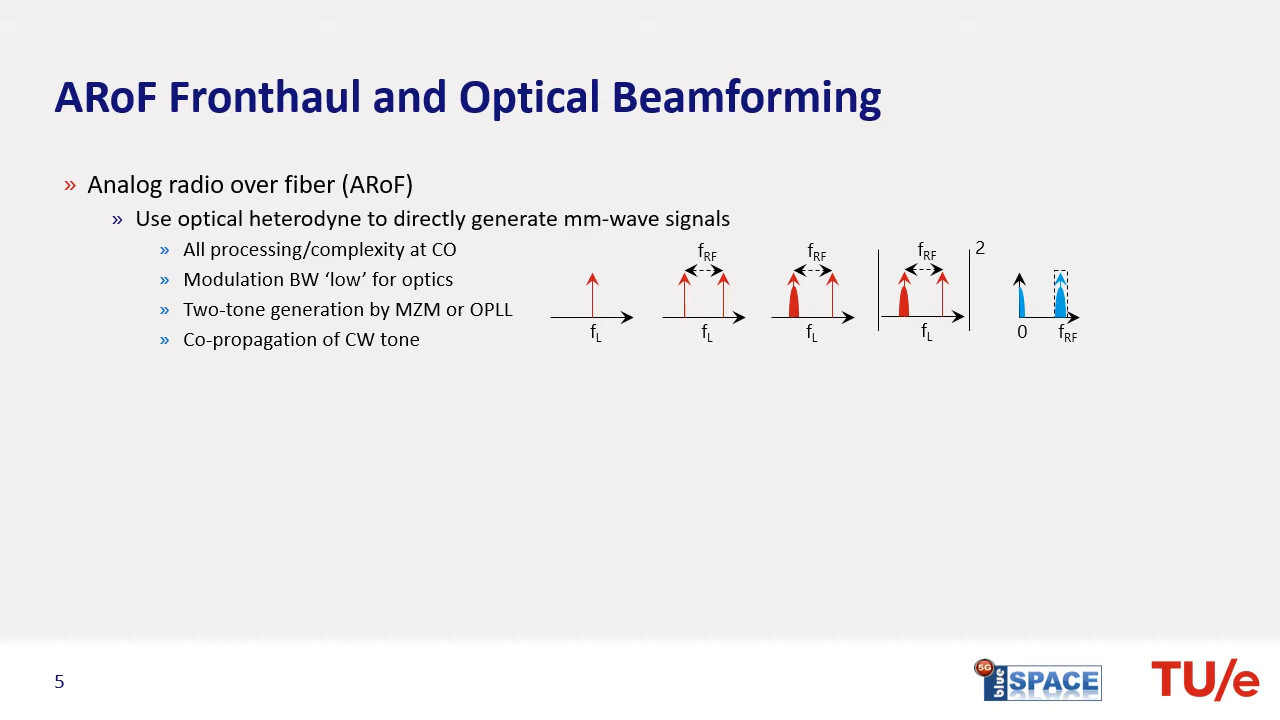 ARoF Fronthaul and Optical Beamforming
» Analog radio over fiber (ARoF)
» Use optical heterodyne to directly generate mm-wave signals
» All processing/complexity at CO
» Modulation BW ‘low’ for optics
» Two-tone generation by MZM or OPLL
» Co-propagation of CW tone
fRF fRF fRF 2
fL fL fL fL 0 fRF
5
5G blue SPACE
TU/e